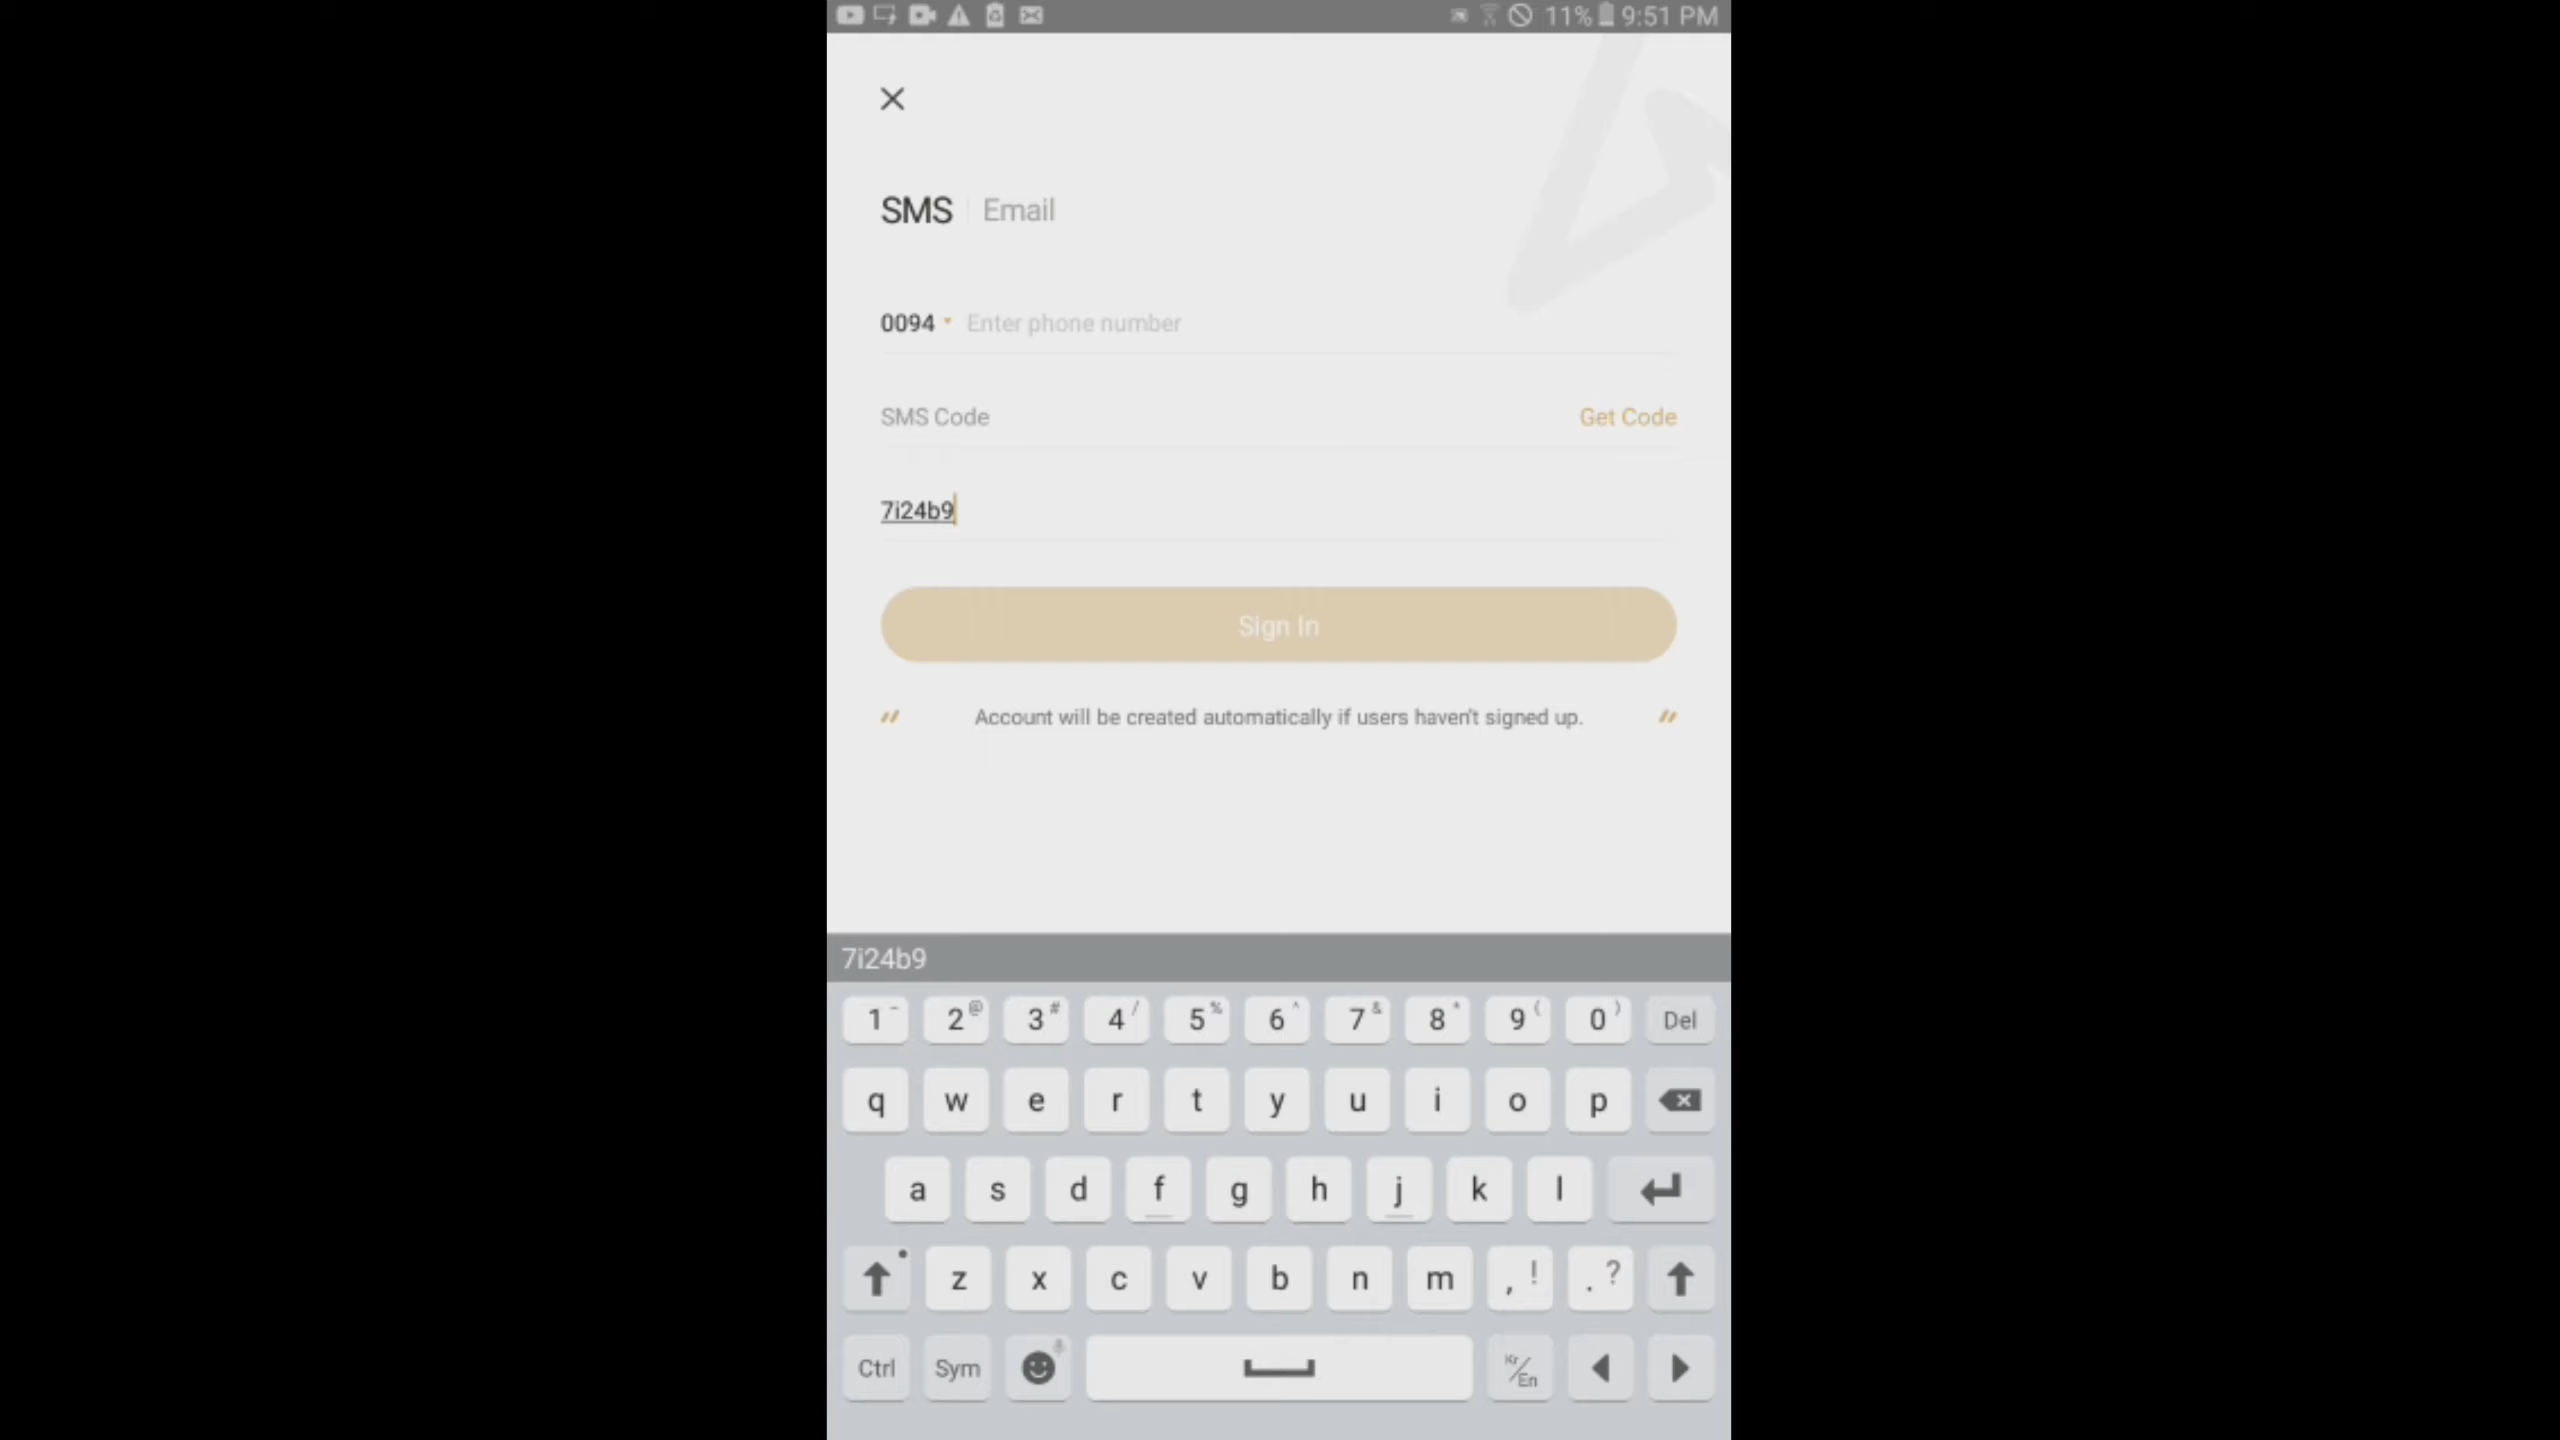 11% 9:51 PM
SMS Email
0094 Enter phone number
SMS Code Get Code
7i24b9
Sign In
Account will be created automatically if users haven't signed up.
7i24b9
1 - 2 @ 3 # 4 / 5 % 6 ^ 7 & 8 * 9 ( 0 ) Del
q w e r t y u i o p
a s d f g h j k l
z x c v b n m , ! . ?
Ctrl Sym Kr/En